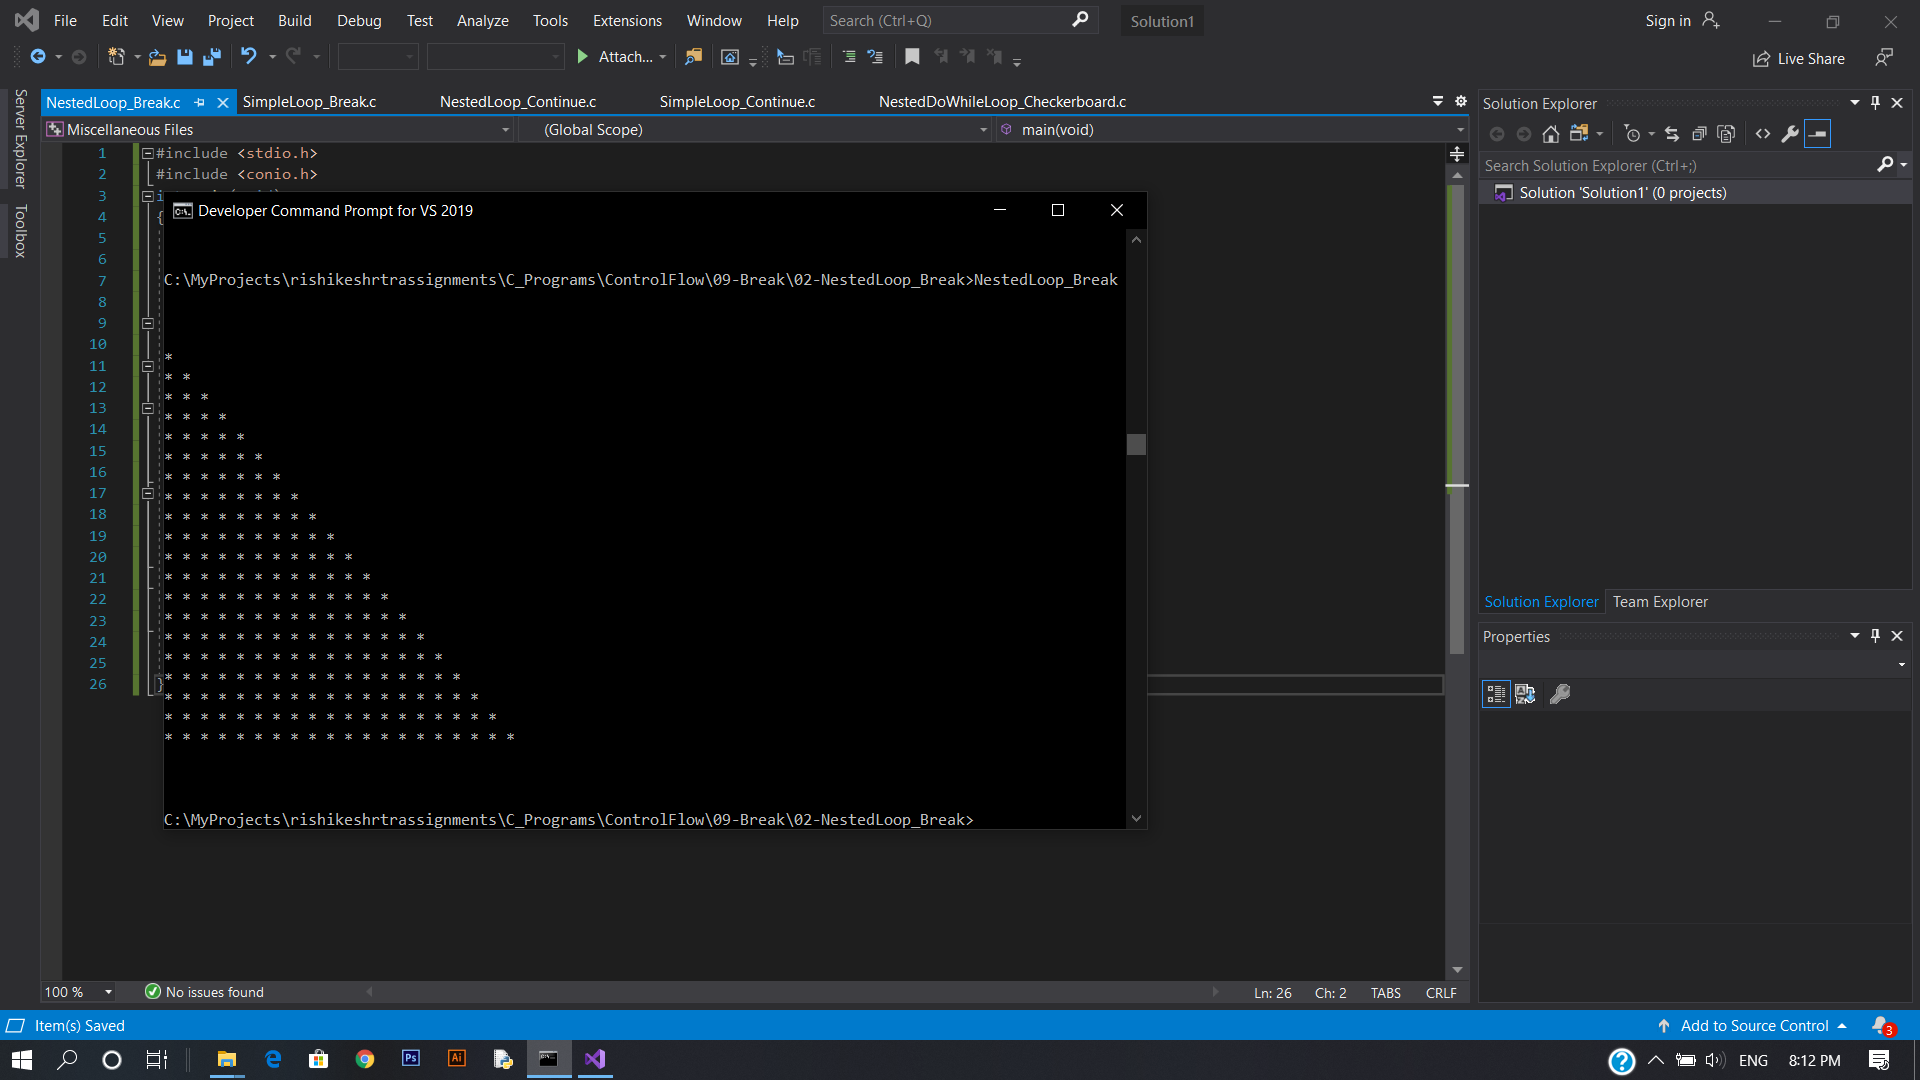 File Edit View Project Build Debug Test Analyze Tools Extensions Window Help Search (Ctrl+Q) Solution1 Sign in
Attach... Live Share
Server Explorer
Toolbox
NestedLoop_Break.c SimpleLoop_Break.c NestedLoop_Continue.c SimpleLoop_Continue.c NestedDoWhileLoop_Checkerboard.c
Miscellaneous Files (Global Scope) main(void)
1 #include <stdio.h>
2 #include <conio.h>
3
4 {
5
6
7
8
9
10
11
12
13
14
15
16
17
18
19
20
21
22
23
24
25
26 }
Developer Command Prompt for VS 2019
C:\MyProjects\rishikeshrtrassignments\C_Programs\ControlFlow\09-Break\02-NestedLoop_Break>NestedLoop_Break
*
* *
* * *
* * * *
* * * * *
* * * * * *
* * * * * * *
* * * * * * * *
* * * * * * * * *
* * * * * * * * * *
* * * * * * * * * * *
* * * * * * * * * * * *
* * * * * * * * * * * * *
* * * * * * * * * * * * * *
* * * * * * * * * * * * * * *
* * * * * * * * * * * * * * * *
* * * * * * * * * * * * * * * * *
* * * * * * * * * * * * * * * * * *
* * * * * * * * * * * * * * * * * * *
* * * * * * * * * * * * * * * * * * * *
C:\MyProjects\rishikeshrtrassignments\C_Programs\ControlFlow\09-Break\02-NestedLoop_Break>
100 % No issues found Ln: 26 Ch: 2 TABS CRLF
Solution Explorer
Search Solution Explorer (Ctrl+;)
Solution 'Solution1' (0 projects)
Solution Explorer Team Explorer
Properties
Item(s) Saved Add to Source Control 3
Ps Ai ENG 8:12 PM